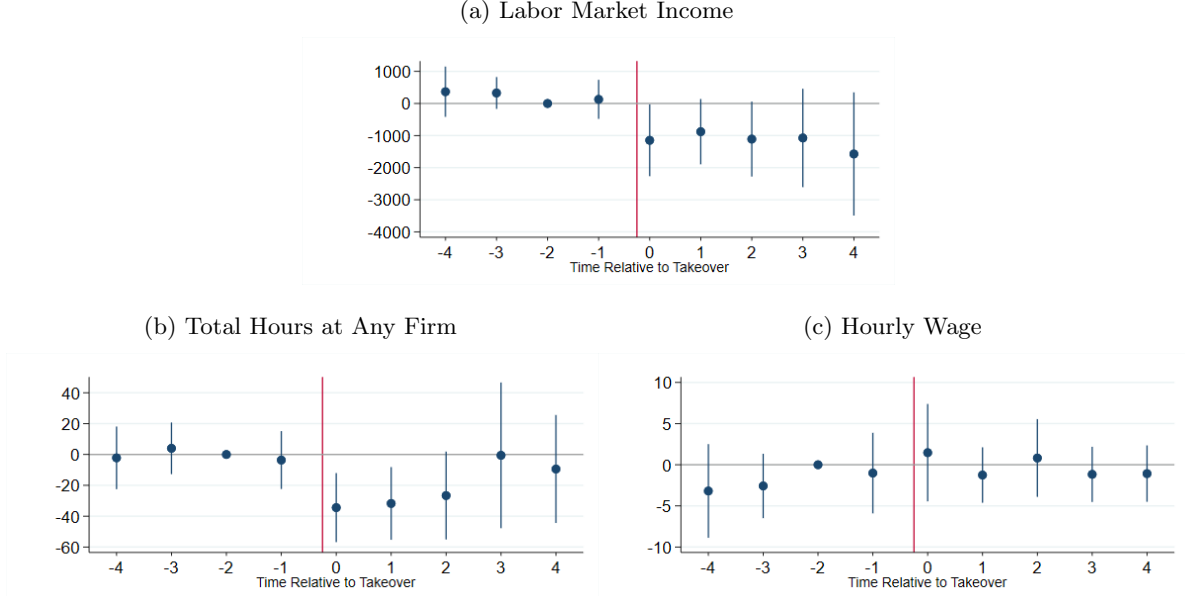 (a) Labor Market Income
1000
0
-1000
-2000
-3000
-4000
-4 -3 -2 -1 0 1 2 3 4
Time Relative to Takeover
(b) Total Hours at Any Firm
40
20
0
-20
-40
-60
-4 -3 -2 -1 0 1 2 3 4
Time Relative to Takeover
(c) Hourly Wage
10
5
0
-5
-10
-4 -3 -2 -1 0 1 2 3 4
Time Relative to Takeover